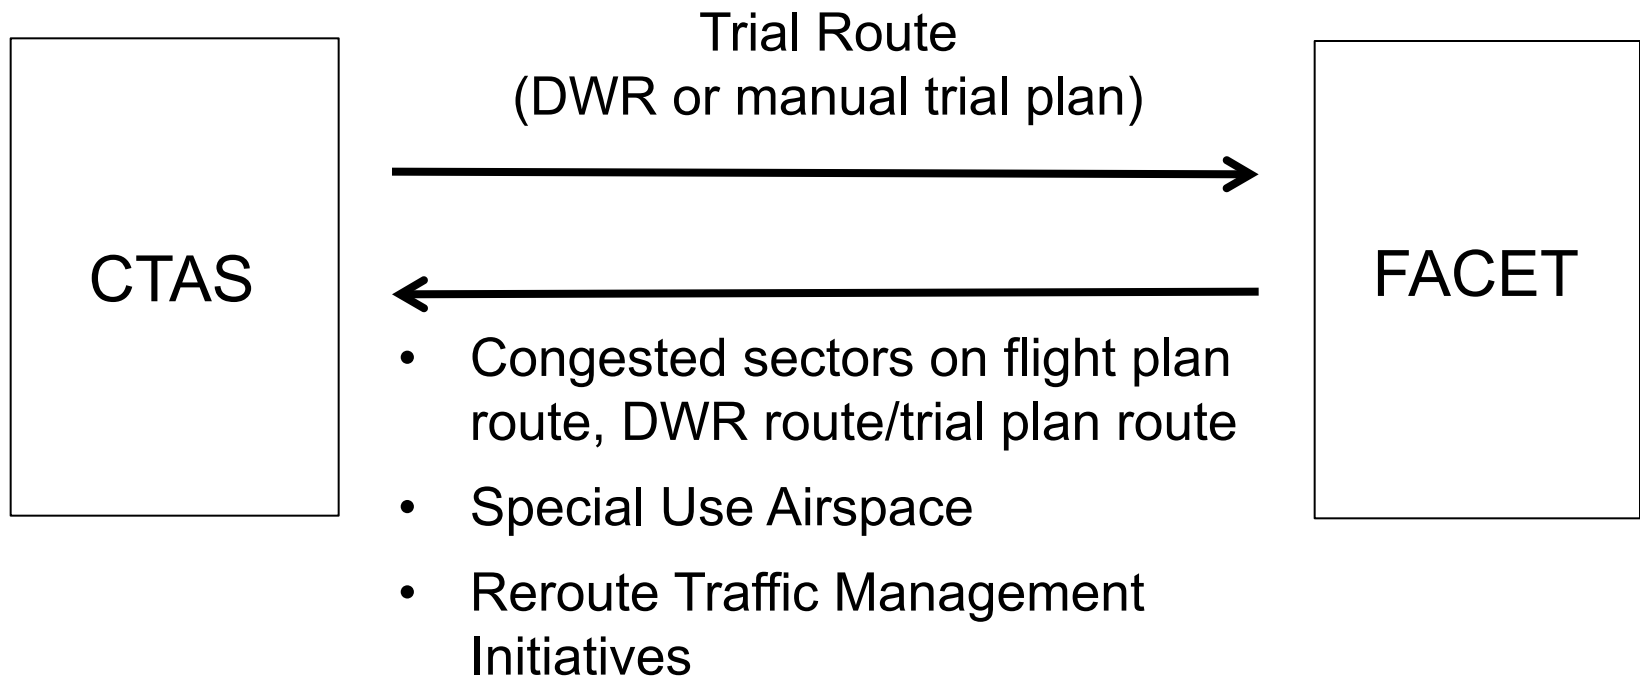 Trial Route
(DWR or manual trial plan)
CTAS
FACET
• Congested sectors on flight plan
route, DWR route/trial plan route
• Special Use Airspace
• Reroute Traffic Management
Initiatives